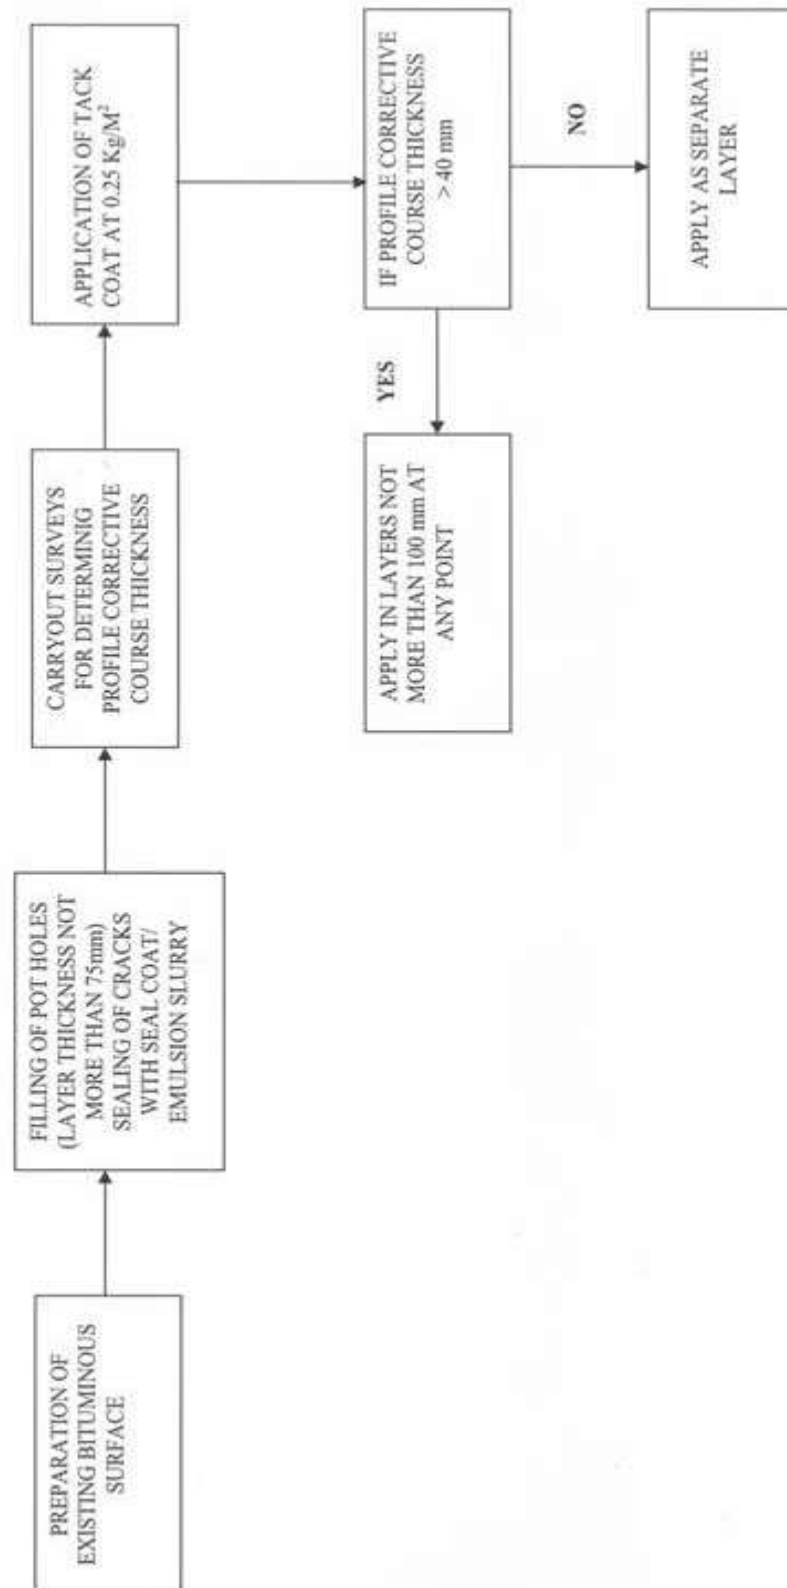 PREPARATION OF
EXISTING BITUMINOUS
SURFACE
FILLING OF POT HOLES
(LAYER THICKNESS NOT
MORE THAN 75mm)
SEALING OF CRACKS
WITH SEAL COAT/
EMULSION SLURRY
CARRYOUT SURVEYS
FOR DETERMINIG
PROFILE CORRECTIVE
COURSE THICKNESS
APPLICATION OF TACK
COAT AT 0.25 Kg/M²
IF PROFILE CORRECTIVE
COURSE THICKNESS
> 40 mm
YES
NO
APPLY IN LAYERS NOT
MORE THAN 100 mm AT
ANY POINT
APPLY AS SEPARATE
LAYER